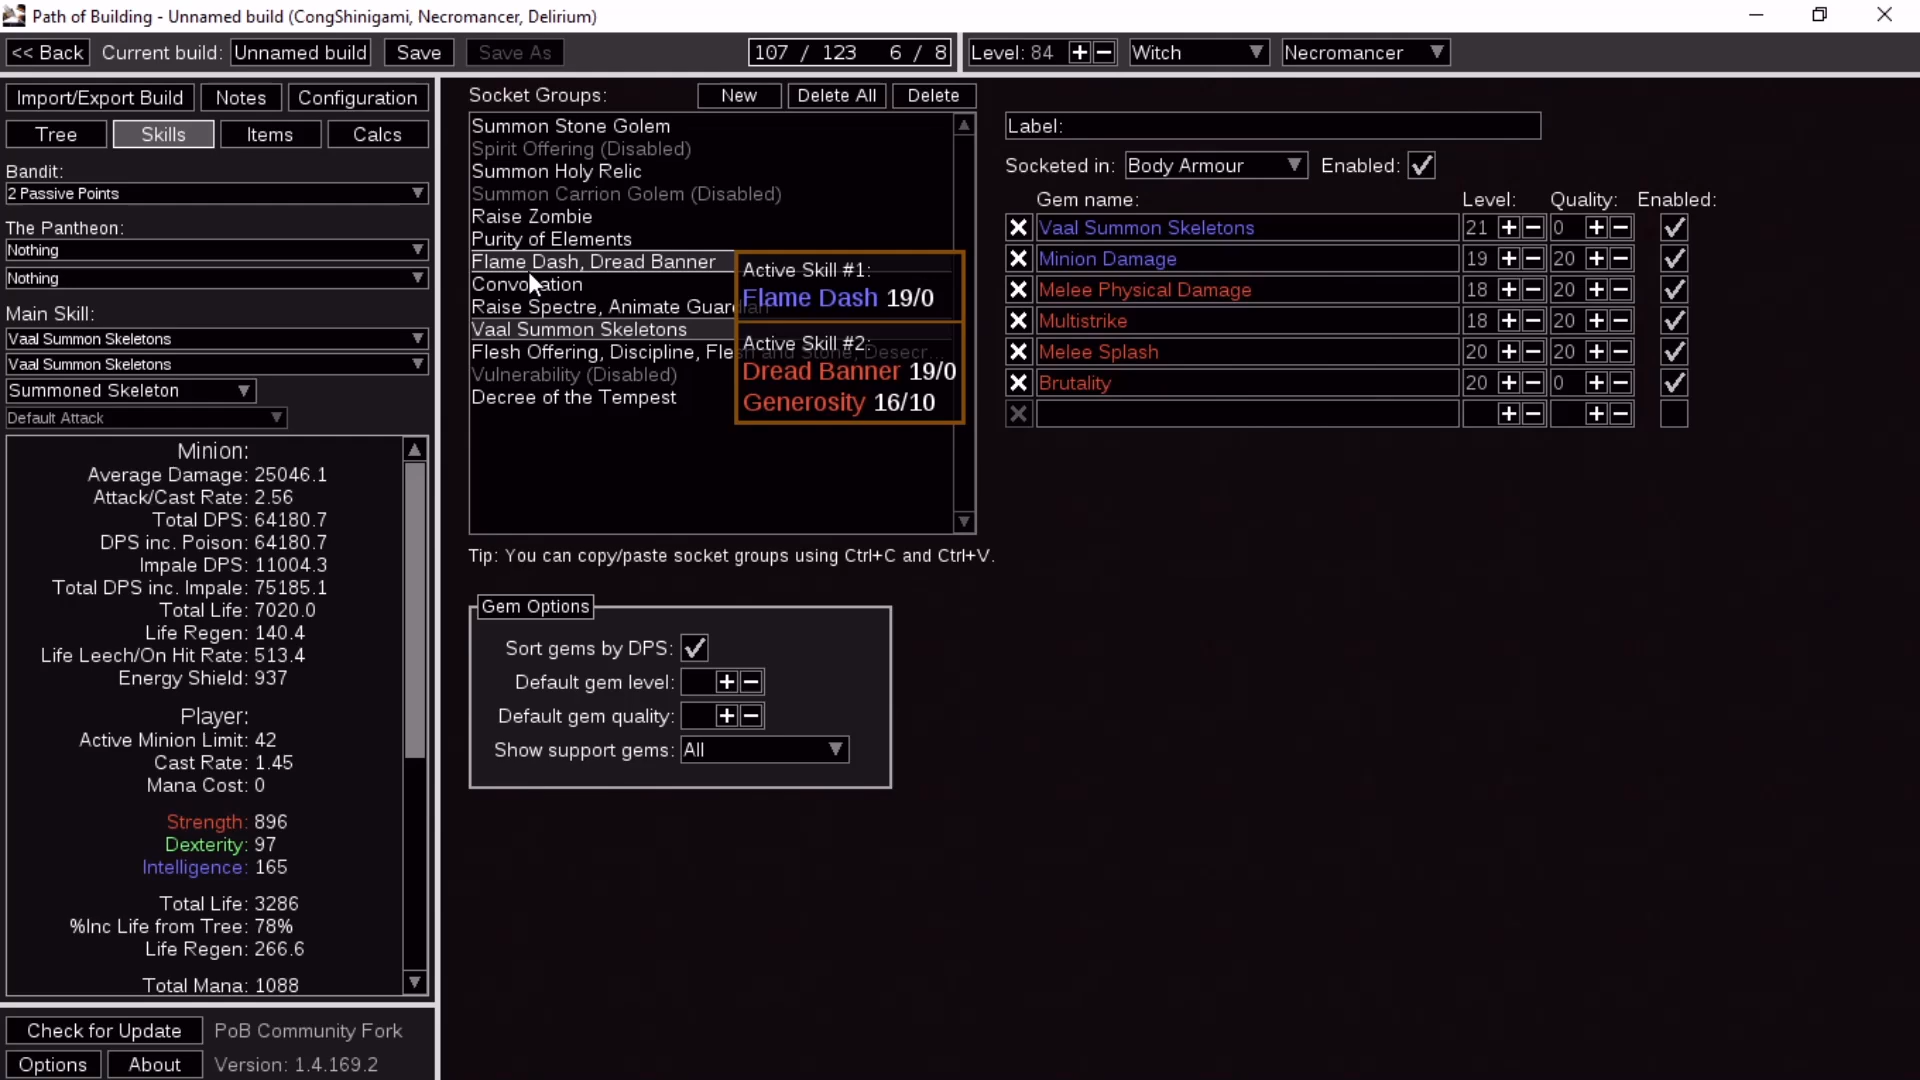 Path of Building - Unnamed build (CongShinigami, Necromancer, Delirium)
<< Back Current build: Unnamed build Save Save As 107 / 123 6 / 8 Level: 84 + - Witch Necromancer
Import/Export Build Notes Configuration
Tree Skills Items Calcs
Bandit:
2 Passive Points
The Pantheon:
Nothing
Nothing
Main Skill:
Vaal Summon Skeletons
Vaal Summon Skeletons
Summoned Skeleton
Default Attack
Minion:
Average Damage: 25046.1
Attack/Cast Rate: 2.56
Total DPS: 64180.7
DPS inc. Poison: 64180.7
Impale DPS: 11004.3
Total DPS inc. Impale: 75185.1
Total Life: 7020.0
Life Regen: 140.4
Life Leech/On Hit Rate: 513.4
Energy Shield: 937
Player:
Active Minion Limit: 42
Cast Rate: 1.45
Mana Cost: 0
Strength: 896
Dexterity: 97
Intelligence: 165
Total Life: 3286
%Inc Life from Tree: 78%
Life Regen: 266.6
Total Mana: 1088
Check for Update PoB Community Fork
Options About Version: 1.4.169.2
Socket Groups: New Delete All Delete
Summon Stone Golem
Spirit Offering (Disabled)
Summon Holy Relic
Summon Carrion Golem (Disabled)
Raise Zombie
Purity of Elements
Flame Dash, Dread Banner
Convocation
Raise Spectre, Animate Guardian
Vaal Summon Skeletons
Flesh Offering, Discipline, Flesh and Stone, Desecr...
Vulnerability (Disabled)
Decree of the Tempest
Active Skill #1:
Flame Dash 19/0
Active Skill #2:
Dread Banner 19/0
Generosity 16/10
Tip: You can copy/paste socket groups using Ctrl+C and Ctrl+V.
Gem Options
Sort gems by DPS:
Default gem level: + -
Default gem quality: + -
Show support gems: All
Label:
Socketed in: Body Armour Enabled:
Gem name: Level: Quality: Enabled:
Vaal Summon Skeletons 21 + - 0 + -
Minion Damage 19 + - 20 + -
Melee Physical Damage 18 + - 20 + -
Multistrike 18 + - 20 + -
Melee Splash 20 + - 20 + -
Brutality 20 + - 0 + -
+ - + -